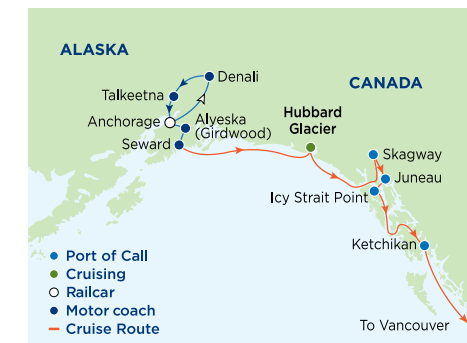 ALASKA
Denali
CANADA
Talkeetna
Hubbard
Glacier
Anchorage
Alyeska
(Girdwood)
Seward
Skagway
Juneau
Icy Strait Point
Ketchikan
Port of Call
Cruising
Railcar
Motor coach
Cruise Route
To Vancouver